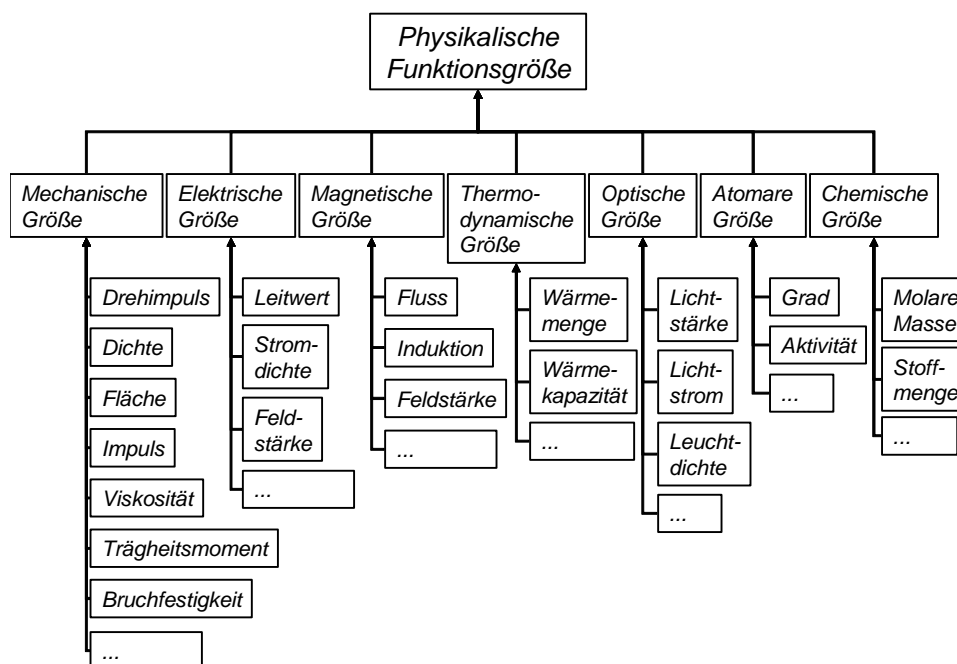 Physikalische
Funktionsgröße
Mechanische
Größe
Elektrische
Größe
Magnetische
Größe
Thermo-
dynamische
Größe
Optische
Größe
Atomare
Größe
Chemische
Größe
Drehimpuls
Dichte
Fläche
Impuls
Viskosität
Trägheitsmoment
Bruchfestigkeit
...
Leitwert
Strom-
dichte
Feld-
stärke
...
Fluss
Induktion
Feldstärke
...
Wärme-
menge
Wärme-
kapazität
...
Licht-
stärke
Licht-
strom
Leucht-
dichte
...
Grad
Aktivität
...
Molare
Masse
Stoff-
menge
...